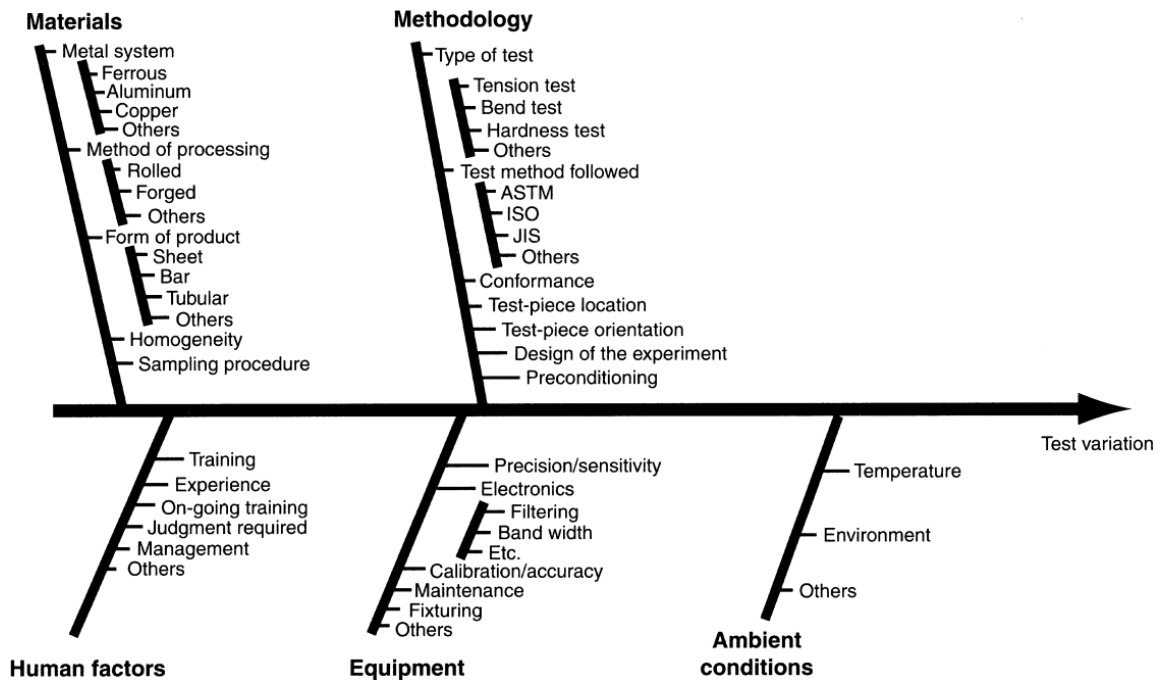 Materials
Metal system
Ferrous
Aluminum
Copper
Others
Method of processing
Rolled
Forged
Others
Form of product
Sheet
Bar
Tubular
Others
Homogeneity
Sampling procedure
Methodology
Type of test
Tension test
Bend test
Hardness test
Others
Test method followed
ASTM
ISO
JIS
Others
Conformance
Test-piece location
Test-piece orientation
Design of the experiment
Preconditioning
Test variation
Training
Experience
On-going training
Judgment required
Management
Others
Human factors
Precision/sensitivity
Electronics
Filtering
Band width
Etc.
Calibration/accuracy
Maintenance
Fixturing
Others
Equipment
Temperature
Environment
Others
Ambient
conditions